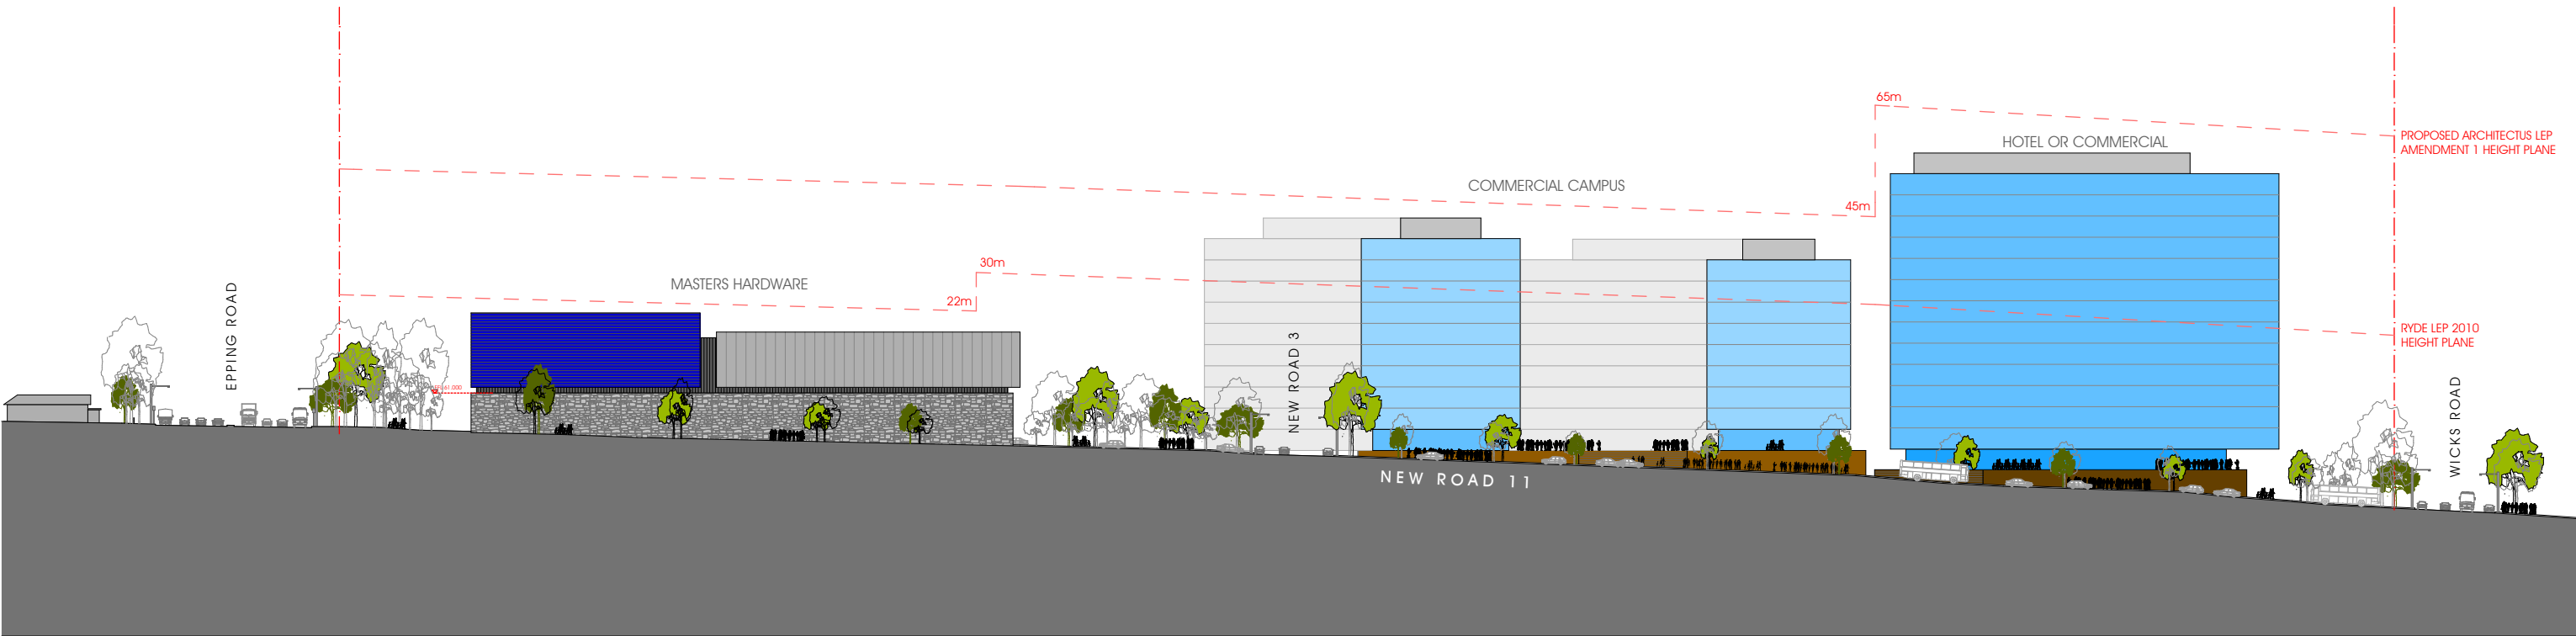 65m
PROPOSED ARCHITECTUS LEP
AMENDMENT 1 HEIGHT PLANE
HOTEL OR COMMERCIAL
COMMERCIAL CAMPUS
45m
30m
MASTERS HARDWARE
22m
EPPING ROAD
NEW ROAD 3
RYDE LEP 2010
HEIGHT PLANE
WICKS ROAD
NEW ROAD 11